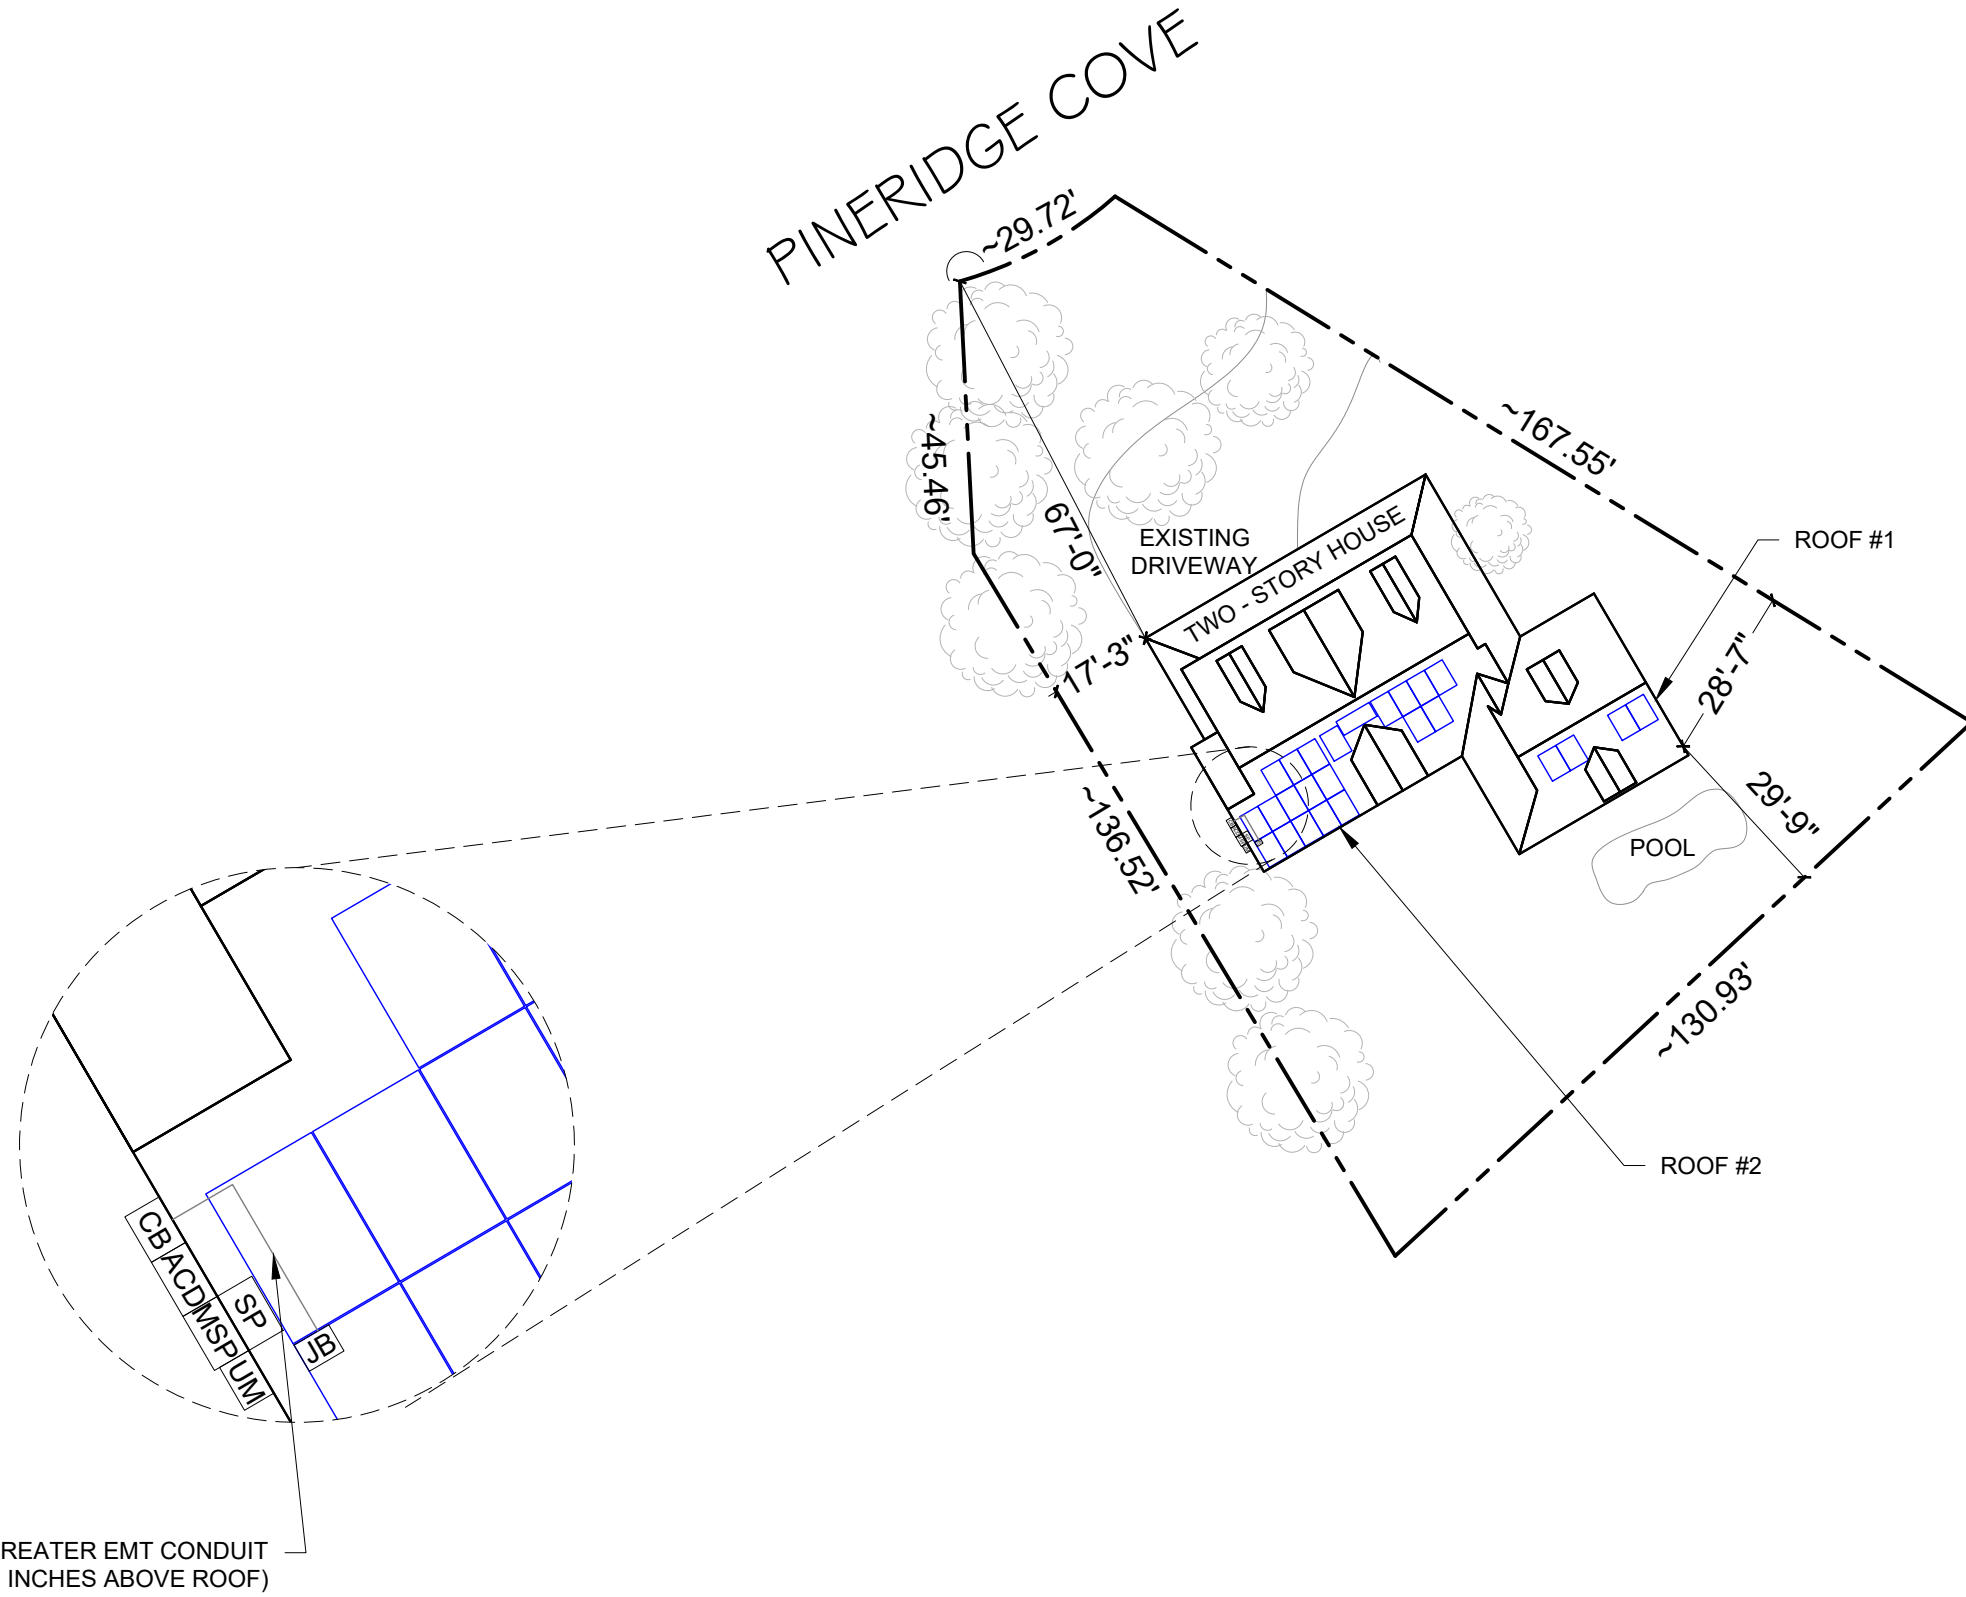 PINERIDGE COVE
~29.72'
~45.46'
67'-0"
~167.55'
EXISTING
DRIVEWAY
TWO - STORY HOUSE
ROOF #1
17'-3"
28'-7"
29'-9"
POOL
~136.52'
~130.93'
ROOF #2
CB
ACD
MSP
UM
SP
JB
REATER EMT CONDUIT
INCHES ABOVE ROOF)